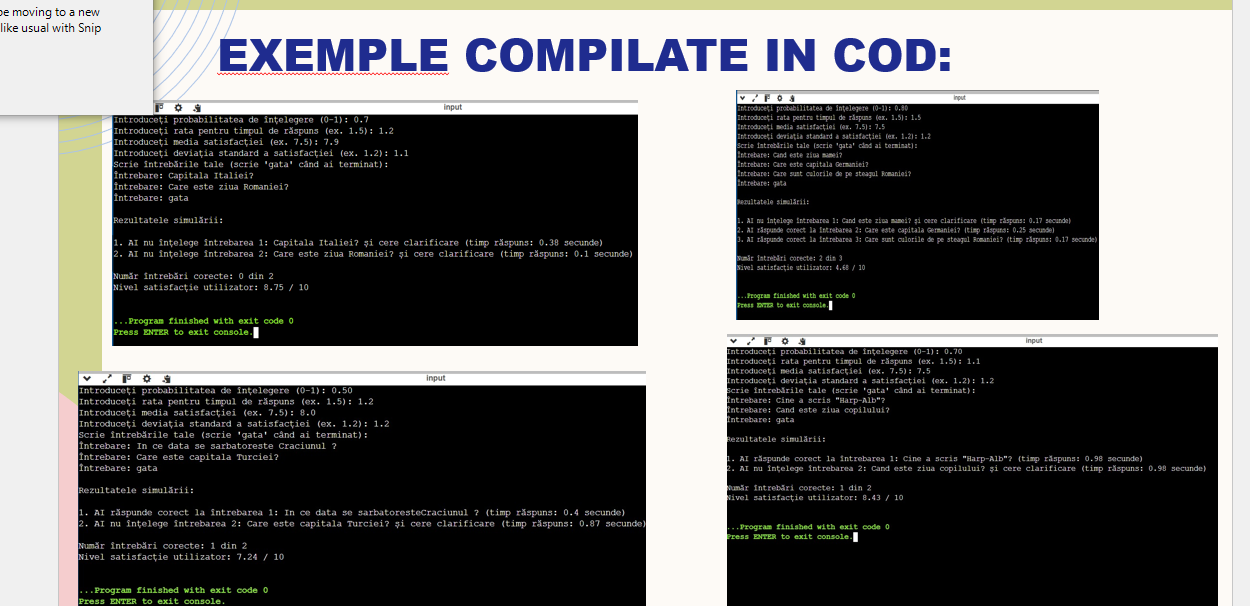 be moving to a new
like usual with Snip
EXEMPLE COMPILATE IN COD:
input
Introduceți probabilitatea de înțelegere (0-1): 0.7
Introduceți rata pentru timpul de răspuns (ex. 1.5): 1.2
Introduceți media satisfacției (ex. 7.5): 7.9
Introduceți deviația standard a satisfacției (ex. 1.2): 1.1
Scrie întrebările tale (scrie 'gata' când ai terminat):
Întrebare: Capitala Italiei?
Întrebare: Care este ziua Romaniei?
Întrebare: gata
Rezultatele simulării:
1. AI nu înțelege întrebarea 1: Capitala Italiei? și cere clarificare (timp răspuns: 0.38 secunde)
2. AI nu înțelege întrebarea 2: Care este ziua Romaniei? și cere clarificare (timp răspuns: 0.1 secunde)
Număr întrebări corecte: 0 din 2
Nivel satisfacție utilizator: 8.75 / 10
...Program finished with exit code 0
Press ENTER to exit console.
input
Introduceți probabilitatea de înțelegere (0-1): 0.80
Introduceți rata pentru timpul de răspuns (ex. 1.5): 1.5
Introduceți media satisfacției (ex. 7.5): 7.5
Introduceți deviația standard a satisfacției (ex. 1.2): 1.2
Scrie întrebările tale (scrie 'gata' când ai terminat):
Întrebare: Cand este ziua mamei?
Întrebare: Care este capitala Germaniei?
Întrebare: Care sunt culorile de pe steagul Romaniei?
Întrebare: gata
Rezultatele simulării:
1. AI nu înțelege întrebarea 1: Cand este ziua mamei? și cere clarificare (timp răspuns: 0.17 secunde)
2. AI răspunde corect la întrebarea 2: Care este capitala Germaniei? (timp răspuns: 0.25 secunde)
3. AI răspunde corect la întrebarea 3: Care sunt culorile de pe steagul Romaniei? (timp răspuns: 0.17 secunde)
Număr întrebări corecte: 2 din 3
Nivel satisfacție utilizator: 4.68 / 10
...Program finished with exit code 0
Press ENTER to exit console.
input
Introduceți probabilitatea de înțelegere (0-1): 0.50
Introduceți rata pentru timpul de răspuns (ex. 1.5): 1.2
Introduceți media satisfacției (ex. 7.5): 8.0
Introduceți deviația standard a satisfacției (ex. 1.2): 1.2
Scrie întrebările tale (scrie 'gata' când ai terminat):
Întrebare: In ce data se sarbatoreste Craciunul ?
Întrebare: Care este capitala Turciei?
Întrebare: gata
Rezultatele simulării:
1. AI răspunde corect la întrebarea 1: In ce data se sarbatoresteCraciunul ? (timp răspuns: 0.4 secunde)
2. AI nu înțelege întrebarea 2: Care este capitala Turciei? și cere clarificare (timp răspuns: 0.87 secunde)
Număr întrebări corecte: 1 din 2
Nivel satisfacție utilizator: 7.24 / 10
...Program finished with exit code 0
Press ENTER to exit console.
input
Introduceți probabilitatea de înțelegere (0-1): 0.70
Introduceți rata pentru timpul de răspuns (ex. 1.5): 1.1
Introduceți media satisfacției (ex. 7.5): 7.5
Introduceți deviația standard a satisfacției (ex. 1.2): 1.2
Scrie întrebările tale (scrie 'gata' când ai terminat):
Întrebare: Cine a scris "Harp-Alb"?
Întrebare: Cand este ziua copilului?
Întrebare: gata
Rezultatele simulării:
1. AI răspunde corect la întrebarea 1: Cine a scris "Harp-Alb"? (timp răspuns: 0.98 secunde)
2. AI nu înțelege întrebarea 2: Cand este ziua copilului? și cere clarificare (timp răspuns: 0.98 secunde)
Număr întrebări corecte: 1 din 2
Nivel satisfacție utilizator: 8.43 / 10
...Program finished with exit code 0
Press ENTER to exit console.